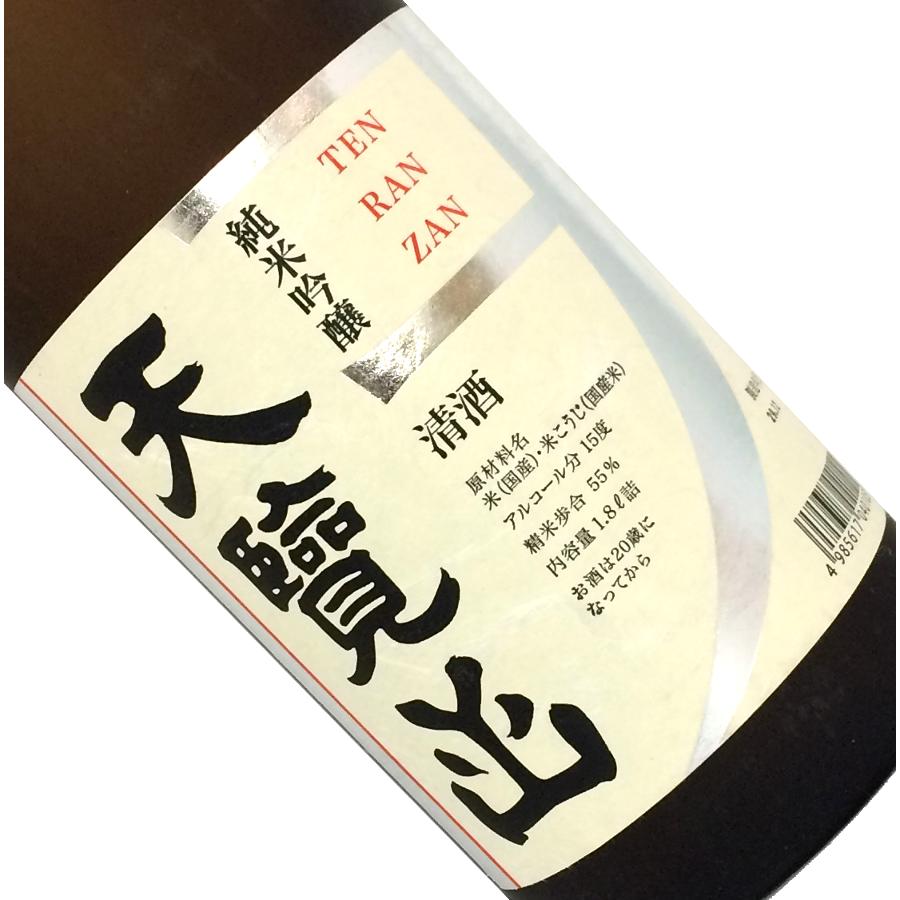 TEN
RAN
ZAN
純米吟醸
天覽山
清酒
原材料名
米(国産)・米こうじ(国産米)
アルコール分 15度
精米歩合 55%
内容量 1.8ℓ詰
お酒は20歳に
なってから